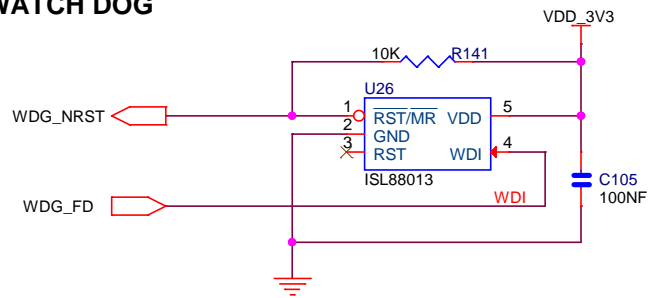 WATCH DOG
VDD_3V3
10K R141
U26
WDG_NRST
1 RST/MR VDD 5
2 GND
3 RST WDI 4
ISL88013
C105
100NF
WDG_FD
WDI